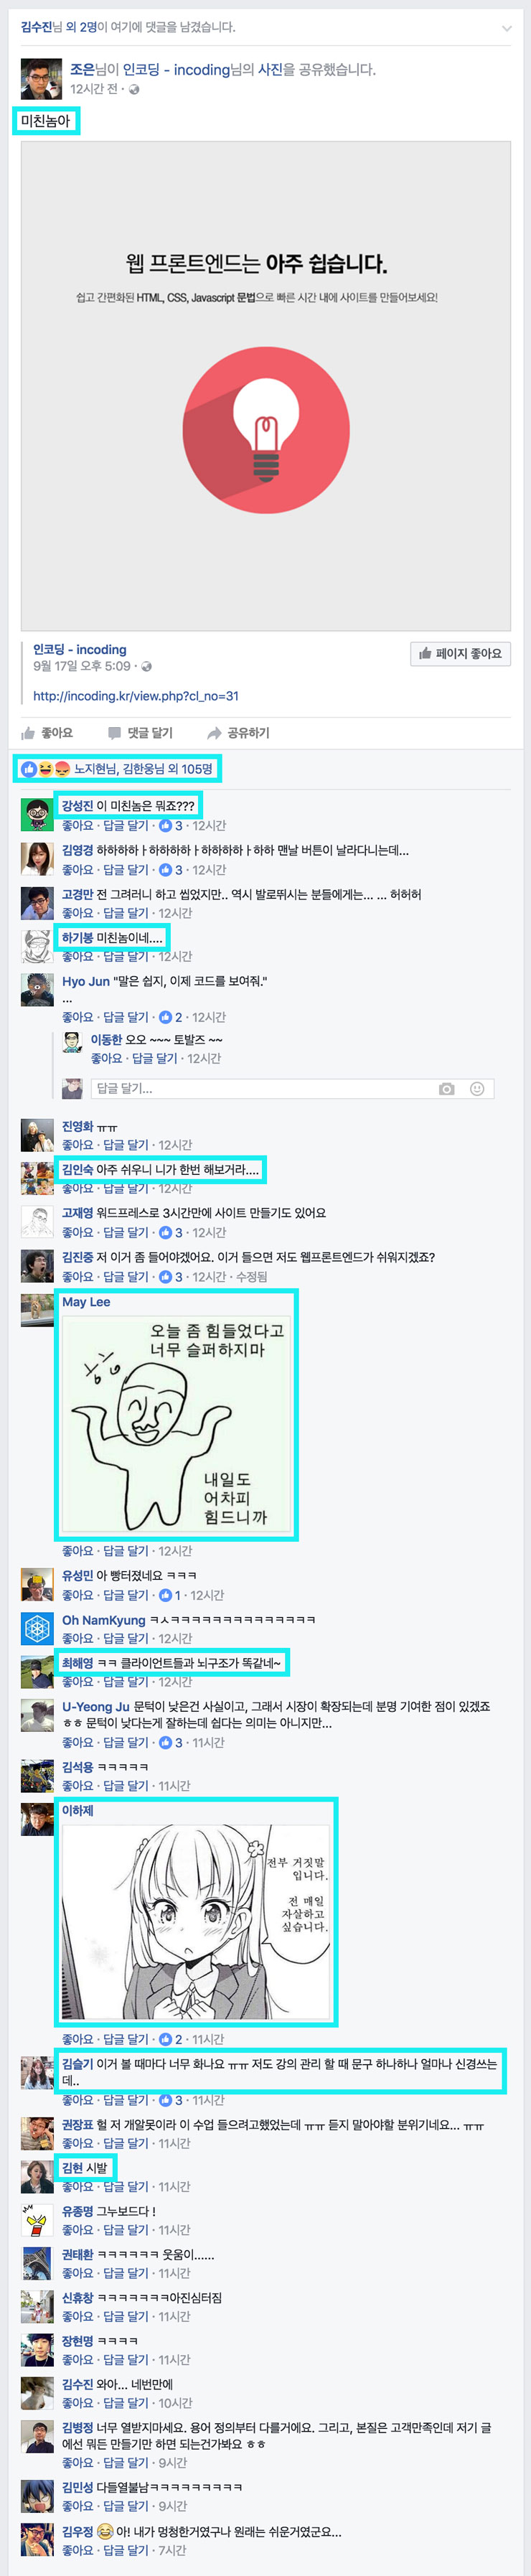 김수진님 외 2명이 여기에 댓글을 남겼습니다.
조은님이 인코딩 - incoding님의 사진을 공유했습니다.
12시간 전 ·
미친놈아
웹 프론트엔드는 아주 쉽습니다.
쉽고 간편화된 HTML, CSS, Javascript 문법으로 빠른 시간 내에 사이트를 만들어보세요!
인코딩 - incoding
9월 17일 오후 5:09 ·
페이지 좋아요
http://incoding.kr/view.php?cl_no=31
좋아요 댓글 달기 공유하기
노지현님, 김한웅님 외 105명
강성진 이 미친놈은 뭐죠???
좋아요 · 답글 달기 · 3 · 12시간
김영경 하하하하ㅏ하하하하ㅏ하하하하ㅏ하하 맨날 버튼이 날라다니는데...
좋아요 · 답글 달기 · 3 · 12시간
고경만 전 그려러니 하고 씹었지만.. 역시 발로뛰시는 분들에게는... ... 허허허
좋아요 · 답글 달기 · 12시간
하기봉 미친놈이네....
좋아요 · 답글 달기 · 12시간
Hyo Jun "말은 쉽지, 이제 코드를 보여줘."
...
좋아요 · 답글 달기 · 2 · 12시간
이동한 오오 ~~~ 토발즈 ~~
좋아요 · 답글 달기 · 12시간
답글 달기...
진영화 ㅠㅠ
좋아요 · 답글 달기 · 12시간
김민숙 아주 쉬우니 니가 한번 해보거라....
좋아요 · 답글 달기 · 12시간
고재영 워드프레스로 3시간만에 사이트 만들기도 있어요
좋아요 · 답글 달기 · 3 · 12시간
김진중 저 이거 좀 들어야겠어요. 이거 들으면 저도 웹프론트엔드가 쉬워지겠죠?
좋아요 · 답글 달기 · 3 · 12시간 · 수정됨
May Lee
오늘 좀 힘들었다고
너무 슬퍼하지마
내일도
어차피
힘드니까
좋아요 · 답글 달기 · 12시간
유성민 아 빵터졌네요 ㅋㅋㅋ
좋아요 · 답글 달기 · 1 · 12시간
Oh NamKyung ㅋㅅㅋㅋㅋㅋㅋㅋㅋㅋㅋㅋㅋㅋㅋㅋ
좋아요 · 답글 달기 · 12시간
최해영 ㅋㅋ 클라이언트들과 뇌구조가 똑같네~
좋아요 · 답글 달기 · 12시간
U-Yeong Ju 문턱이 낮은건 사실이고, 그래서 시장이 확장되는데 분명 기여한 점이 있겠죠
ㅎㅎ 문턱이 낮다는게 잘하는데 쉽다는 의미는 아니지만...
좋아요 · 답글 달기 · 3 · 11시간
김석용 ㅋㅋㅋㅋㅋ
좋아요 · 답글 달기 · 11시간
이하제
전부 거짓말
입니다.
전 매일
자살하고
싶습니다.
좋아요 · 답글 달기 · 2 · 11시간
김슬기 이거 볼 때마다 너무 화나요 ㅠㅠ 저도 강의 관리 할 때 문구 하나하나 얼마나 신경쓰는
데..
좋아요 · 답글 달기 · 3 · 11시간
권장표 헐 저 개알못이라 이 수업 들으려고했었는데 ㅠㅠ 듣지 말아야할 분위기네요... ㅠㅠ
좋아요 · 답글 달기 · 11시간
김현 시발
좋아요 · 답글 달기 · 11시간
유종명 그누보드다 !
좋아요 · 답글 달기 · 11시간
권태환 ㅋㅋㅋㅋㅋㅋ 웃움이......
좋아요 · 답글 달기 · 11시간
신휴창 ㅋㅋㅋㅋㅋㅋㅋ아진심터짐
좋아요 · 답글 달기 · 11시간
장현명 ㅋㅋㅋㅋ
좋아요 · 답글 달기 · 11시간
김수진 와아... 네번만에
좋아요 · 답글 달기 · 10시간
김병정 너무 열받지마세요. 용어 정의부터 다를거에요. 그리고, 본질은 고객만족인데 저기 글
에선 뭐든 만들기만 하면 되는건가봐요 ㅎㅎ
좋아요 · 답글 달기 · 9시간
김민성 다들열불남ㅋㅋㅋㅋㅋㅋㅋㅋㅋ
좋아요 · 답글 달기 · 9시간
김우정 아! 내가 멍청한거였구나 원래는 쉬운거였군요...
좋아요 · 답글 달기 · 7시간